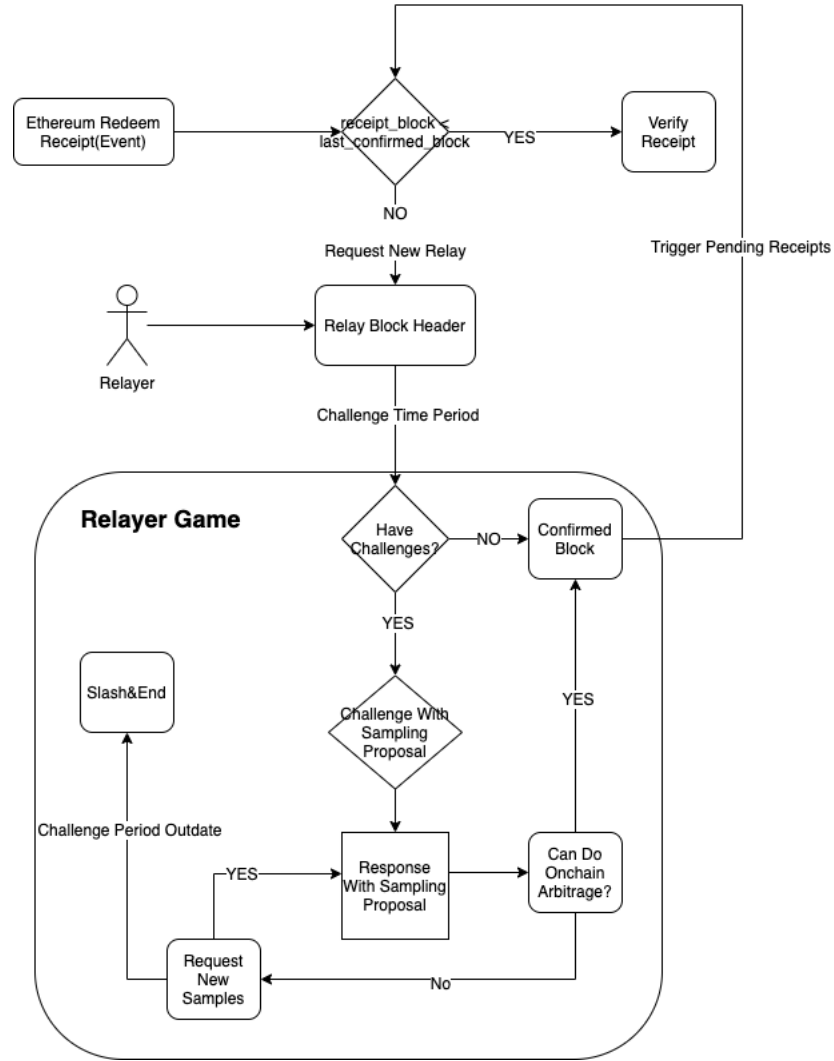 Ethereum Redeem
Receipt(Event)
receipt_block <
last_confirmed_block
YES
Verify
Receipt
NO
Request New Relay
Trigger Pending Receipts
Relay Block Header
Relayer
Challenge Time Period
Relayer Game
Have
Challenges?
NO
Confirmed
Block
YES
Slash&End
Challenge With
Sampling
Proposal
YES
Challenge Period Outdate
Response
With Sampling
Proposal
Can Do
Onchain
Arbitrage?
YES
Request
New
Samples
No